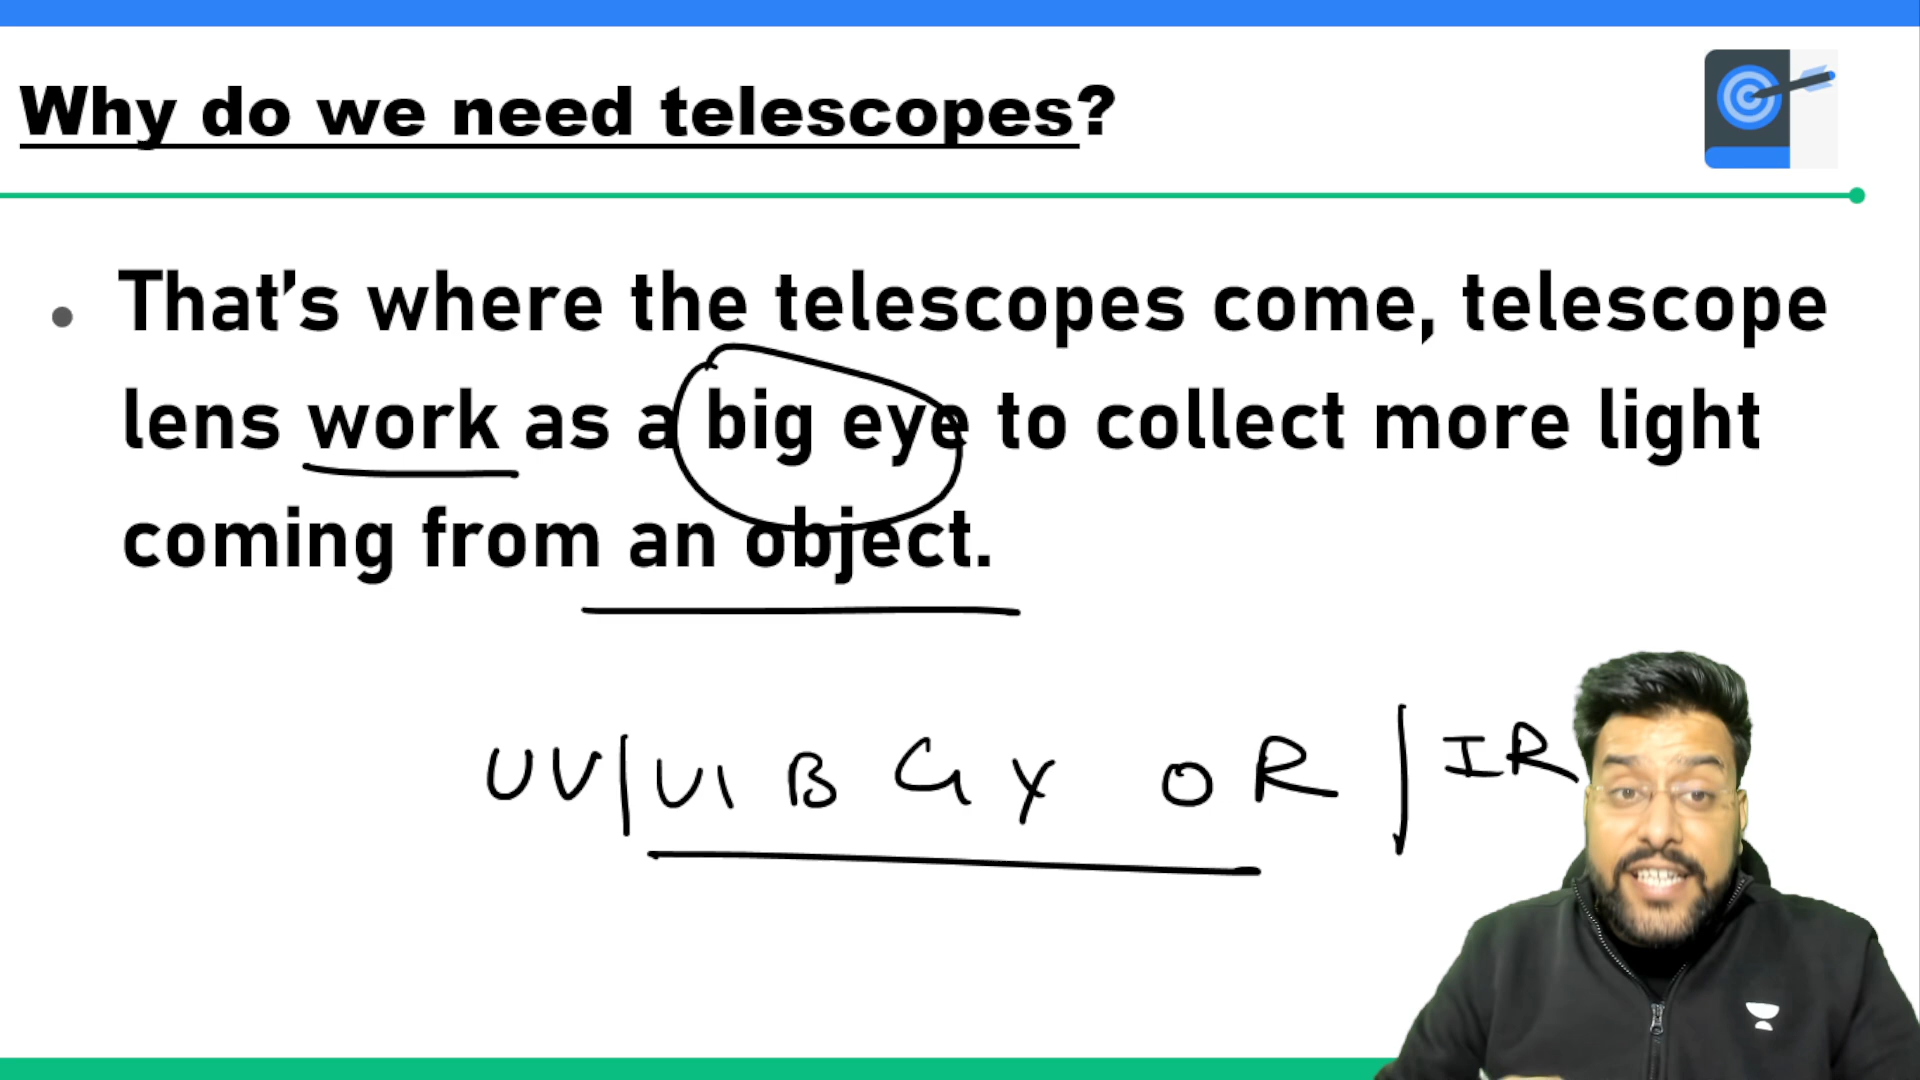 Why do we need telescopes?
That's where the telescopes come, telescope
lens work as a big eye to collect more light
coming from an object.
UV|VIBGYOR|IR